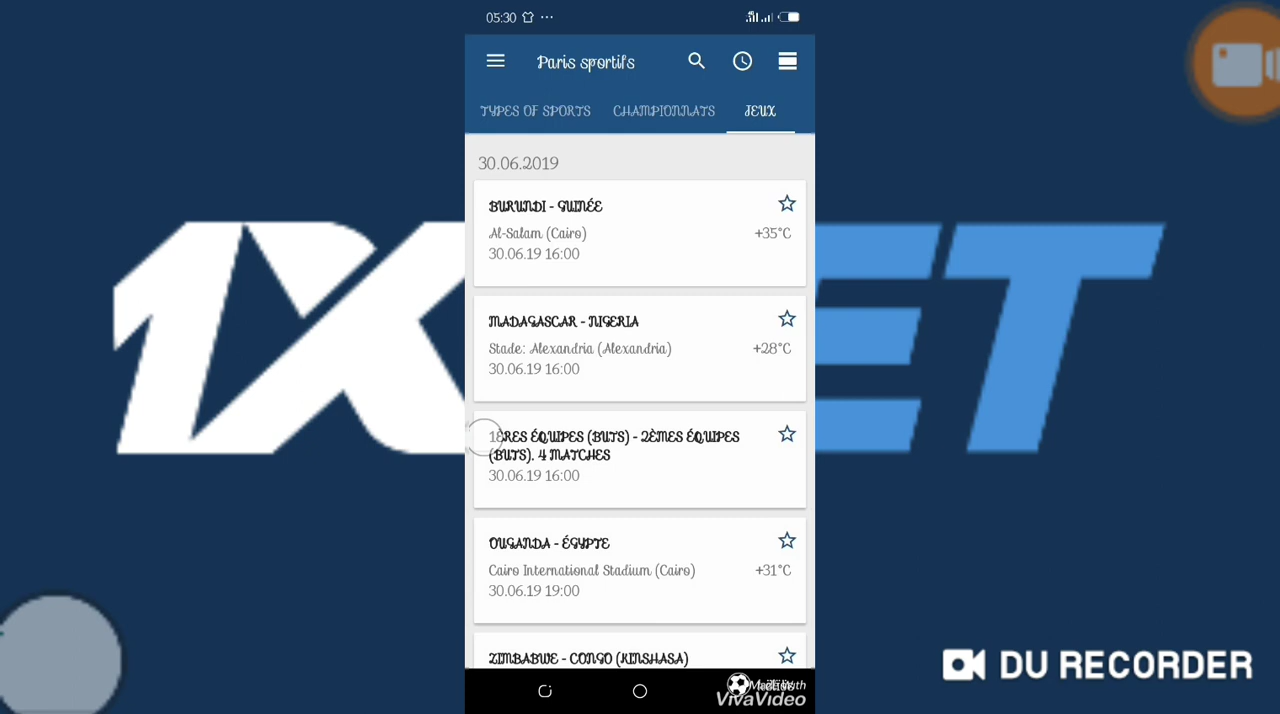 05:30
Paris sportifs
TYPES OF SPORTS CHAMPIONNATS JEUX
30.06.2019
BURUNDI - GUINÉE
Al-Salam (Cairo) +35°C
30.06.19 16:00
MADAGASCAR - NIGERIA
Stade: Alexandria (Alexandria) +28°C
30.06.19 16:00
1ÈRES ÉQUIPES (BUTS) - 2ÈMES ÉQUIPES
(BUTS). 4 MATCHES
30.06.19 16:00
OUGANDA - ÉGYPTE
Cairo International Stadium (Cairo) +31°C
30.06.19 19:00
ZIMBABWE - CONGO (KINSHASA)
1X ET
DU RECORDER
VivaVideo